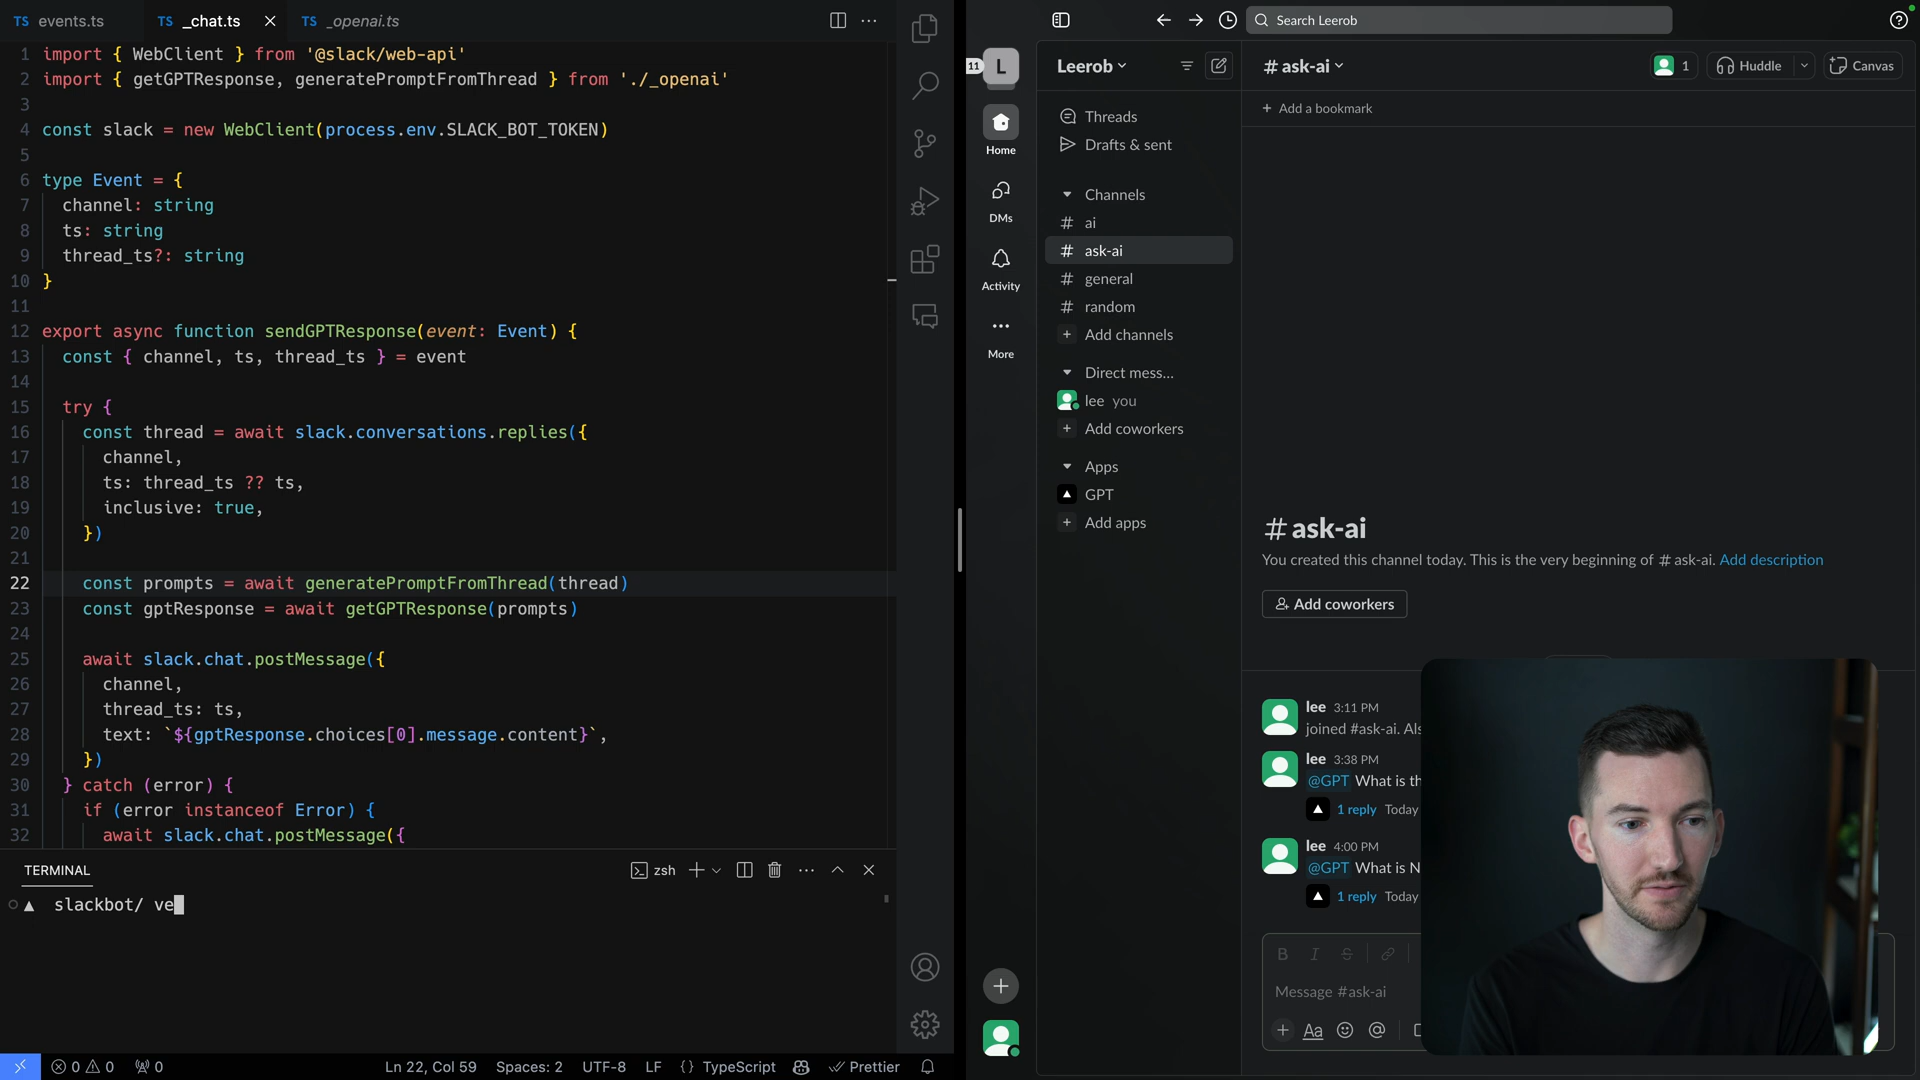 TS events.ts
TS _chat.ts
TS _openai.ts
1 import { WebClient } from '@slack/web-api'
2 import { getGPTResponse, generatePromptFromThread } from './_openai'
3
4 const slack = new WebClient(process.env.SLACK_BOT_TOKEN)
5
6 type Event = {
7 channel: string
8 ts: string
9 thread_ts?: string
10 }
11
12 export async function sendGPTResponse(event: Event) {
13 const { channel, ts, thread_ts } = event
14
15 try {
16 const thread = await slack.conversations.replies({
17 channel,
18 ts: thread_ts ?? ts,
19 inclusive: true,
20 })
21
22 const prompts = await generatePromptFromThread(thread)
23 const gptResponse = await getGPTResponse(prompts)
24
25 await slack.chat.postMessage({
26 channel,
27 thread_ts: ts,
28 text: `${gptResponse.choices[0].message.content}`,
29 })
30 } catch (error) {
31 if (error instanceof Error) {
32 await slack.chat.postMessage({
TERMINAL
zsh
slackbot/ ve
0 0 0
Ln 22, Col 59 Spaces: 2 UTF-8 LF {} TypeScript Prettier
Search Leerob
11 L
Home
DMs
Activity
More
Leerob
Threads
Drafts & sent
Channels
# ai
# ask-ai
# general
# random
+ Add channels
Direct mess...
lee you
+ Add coworkers
Apps
GPT
+ Add apps
# ask-ai
1
Huddle
Canvas
+ Add a bookmark
# ask-ai
You created this channel today. This is the very beginning of # ask-ai. Add description
Add coworkers
lee 3:11 PM
joined #ask-ai. Als
lee 3:38 PM
@GPT What is th
1 reply Today
lee 4:00 PM
@GPT What is N
1 reply Today
B I S
Message #ask-ai
+ Aa @